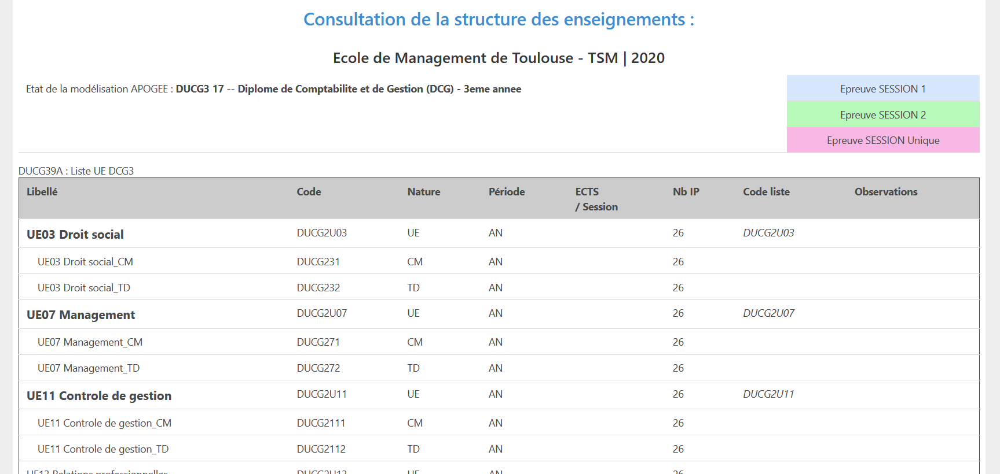 Consultation de la structure des enseignements :
Ecole de Management de Toulouse - TSM | 2020
Etat de la modélisation APOGEE : DUCG3 17 -- Diplome de Comptabilite et de Gestion (DCG) - 3eme annee
Epreuve SESSION 1
Epreuve SESSION 2
Epreuve SESSION Unique
DUCG39A : Liste UE DCG3
Libellé Code Nature Période ECTS / Session Nb IP Code liste Observations
UE03 Droit social DUCG2U03 UE AN 26 DUCG2U03
UE03 Droit social_CM DUCG231 CM AN 26
UE03 Droit social_TD DUCG232 TD AN 26
UE07 Management DUCG2U07 UE AN 26 DUCG2U07
UE07 Management_CM DUCG271 CM AN 26
UE07 Management_TD DUCG272 TD AN 26
UE11 Controle de gestion DUCG2U11 UE AN 26 DUCG2U11
UE11 Controle de gestion_CM DUCG2111 CM AN 26
UE11 Controle de gestion_TD DUCG2112 TD AN 26
UE13 Relations professionnelles DUCG2U13 UE AN 26